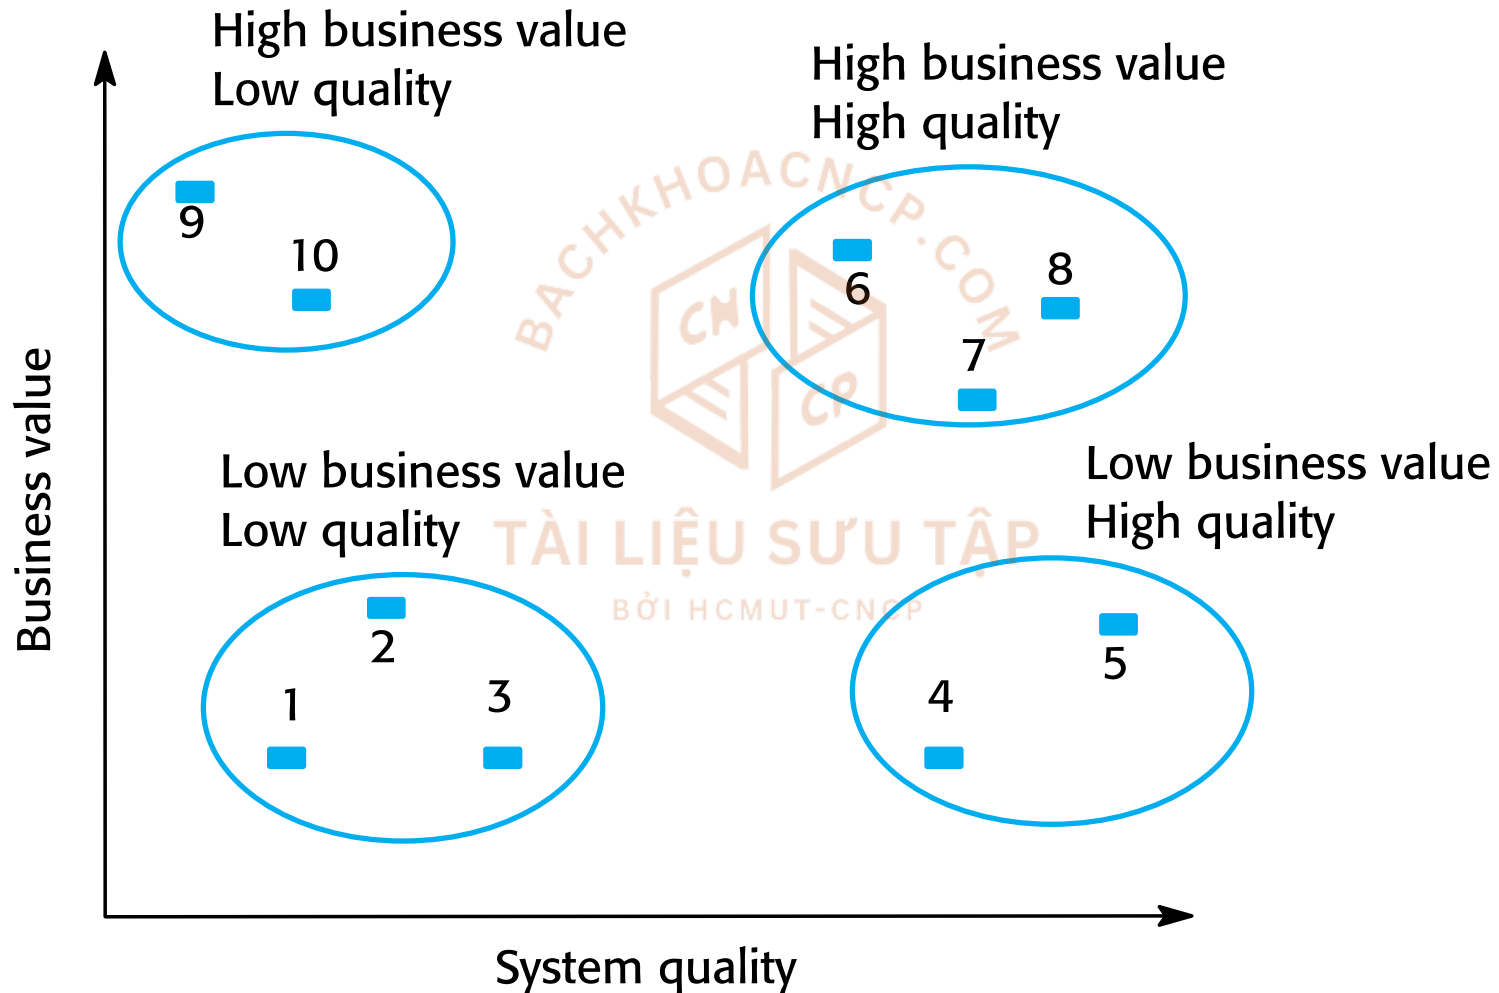 High business value
Low quality
High business value
High quality
9
10
6
8
7
Business value
Low business value
Low quality
Low business value
High quality
2
1
3
4
5
System quality
BACHKHOACNCP.COM
CN
CP
TÀI LIỆU SƯU TẬP
BỞI HCMUT-CNCP